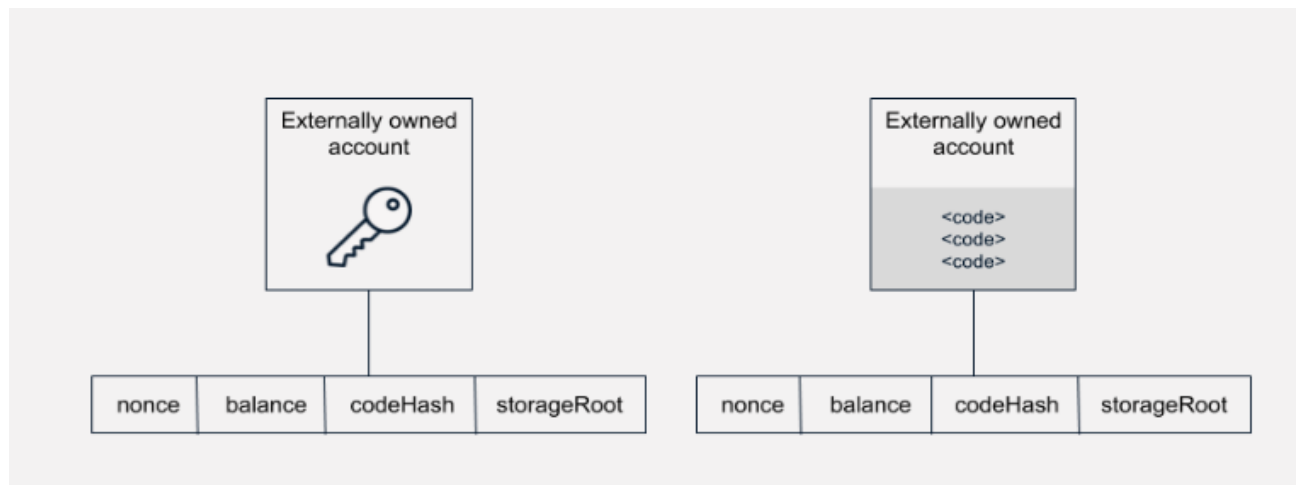 Externally owned
account
Externally owned
account
<code>
<code>
<code>
nonce balance codeHash storageRoot
nonce balance codeHash storageRoot